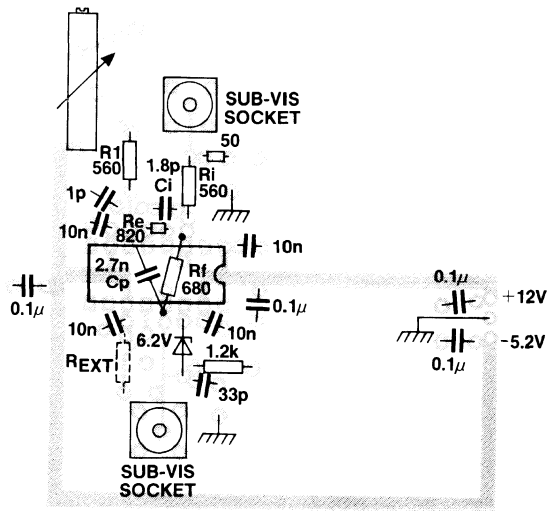 SUB-VIS
SOCKET
50
R1
560
1.8p
Ci
Ri
560
1p
10n
Re
820
10n
2.7n
Cp
Rf
680
0.1µ
0.1µ
0.1µ
+12V
-5.2V
0.1µ
10n
6.2V
10n
1.2k
REXT
33p
SUB-VIS
SOCKET